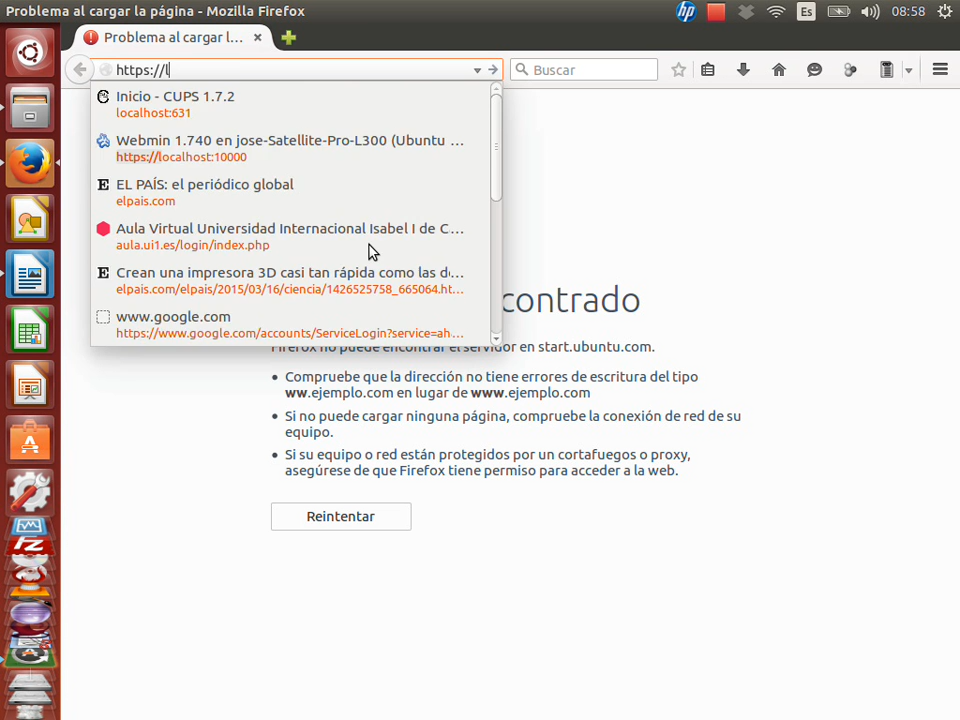 Problema al cargar la página - Mozilla Firefox
hp
Es
08:58
Problema al cargar l...
https://l
Buscar
Inicio - CUPS 1.7.2
localhost:631
Webmin 1.740 en jose-Satellite-Pro-L300 (Ubuntu ...
https://localhost:10000
EL PAÍS: el periódico global
elpais.com
Aula Virtual Universidad Internacional Isabel I de C...
aula.ui1.es/login/index.php
Crean una impresora 3D casi tan rápida como las de...
elpais.com/elpais/2015/03/16/ciencia/1426525758_665064.ht...
www.google.com
https://www.google.com/accounts/ServiceLogin?service=ah...
contrado
Firefox no puede encontrar el servidor en start.ubuntu.com.
Compruebe que la dirección no tiene errores de escritura del tipo
ww.ejemplo.com en lugar de www.ejemplo.com
Si no puede cargar ninguna página, compruebe la conexión de red de su
equipo.
Si su equipo o red están protegidos por un cortafuegos o proxy,
asegúrese de que Firefox tiene permiso para acceder a la web.
Reintentar